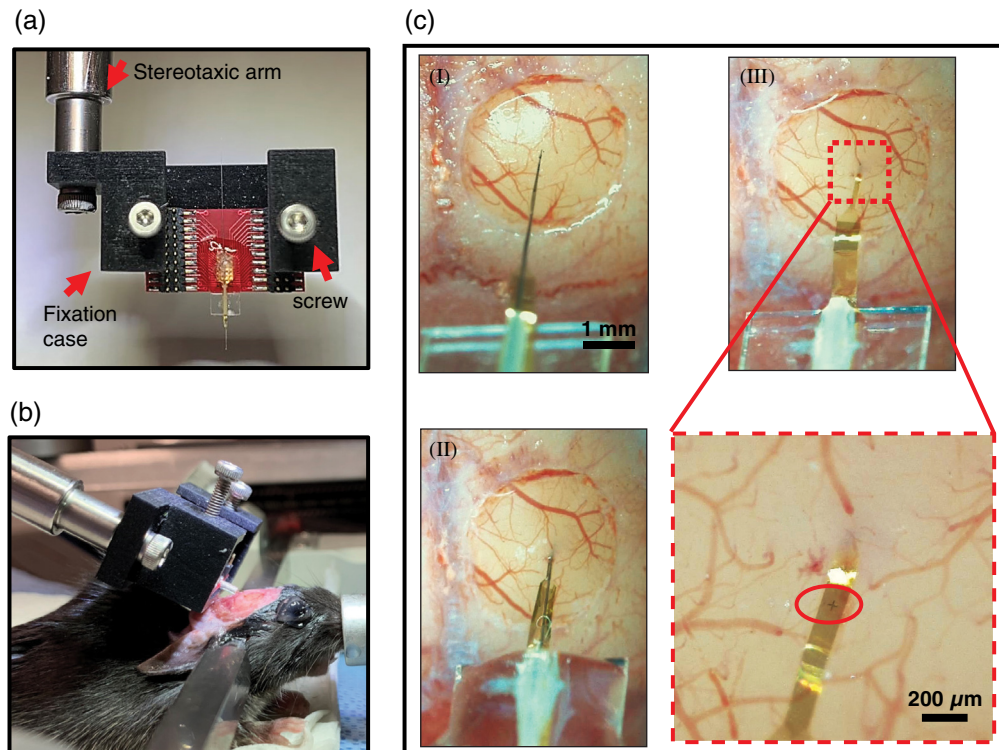 (a)
Stereotaxic arm
Fixation
case
screw
(b)
(c)
(I)
1 mm
(II)
(III)
200 µm